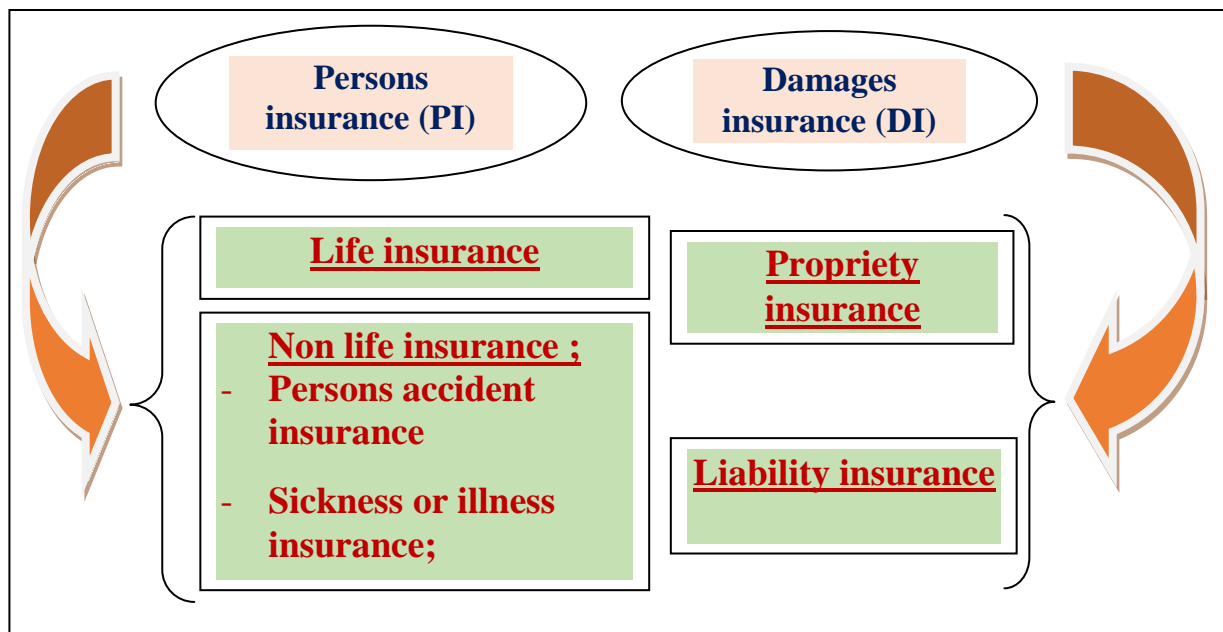 Persons
insurance (PI)
Damages
insurance (DI)
Life insurance
Non life insurance ;
- Persons accident
insurance
- Sickness or illness
insurance;
Propriety
insurance
Liability insurance